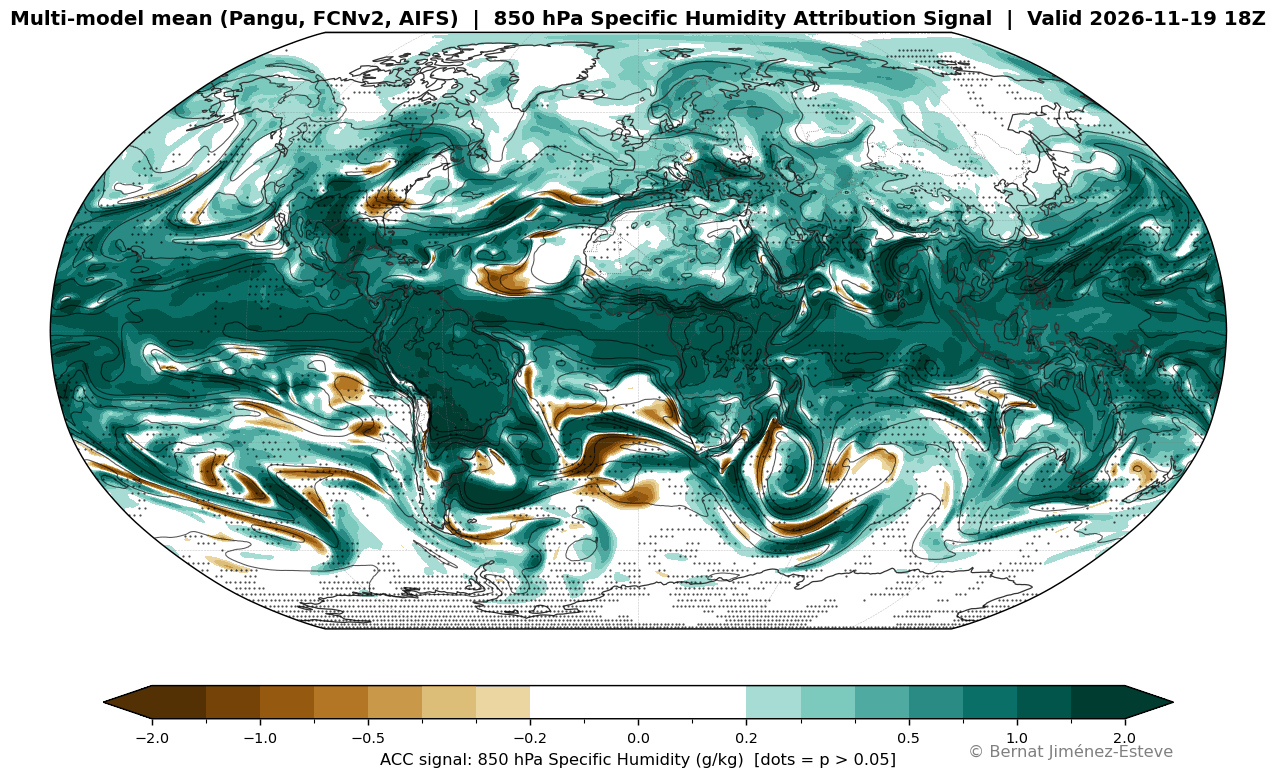 Multi-model mean (Pangu, FCNv2, AIFS)  |  850 hPa Specific Humidity Attribution Signal  |  Valid 2026-11-19 18Z
−2.0 −1.0 −0.5 −0.2 0.0 0.2 0.5 1.0 2.0
ACC signal: 850 hPa Specific Humidity (g/kg)  [dots = p > 0.05]
© Bernat Jiménez-Esteve